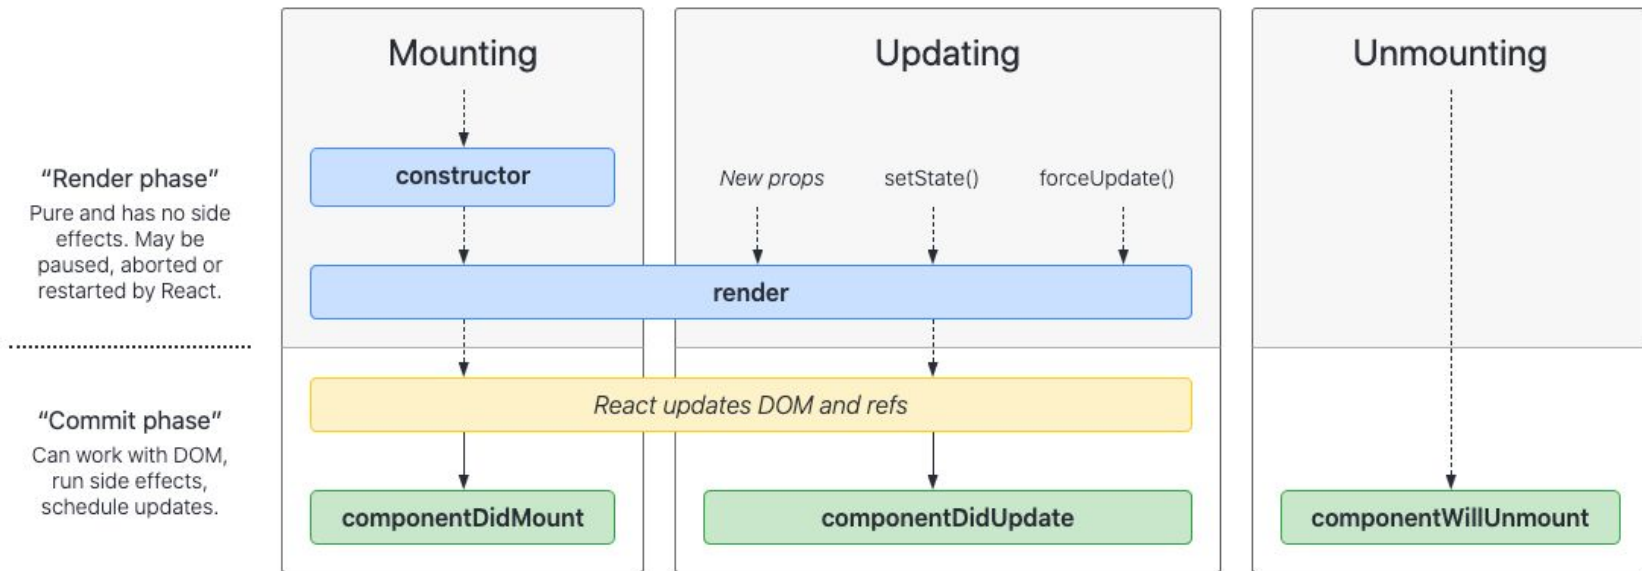 Mounting
Updating
Unmounting
“Render phase”
Pure and has no side
effects. May be
paused, aborted or
restarted by React.
constructor
New props
setState()
forceUpdate()
render
“Commit phase”
Can work with DOM,
run side effects,
schedule updates.
React updates DOM and refs
componentDidMount
componentDidUpdate
componentWillUnmount